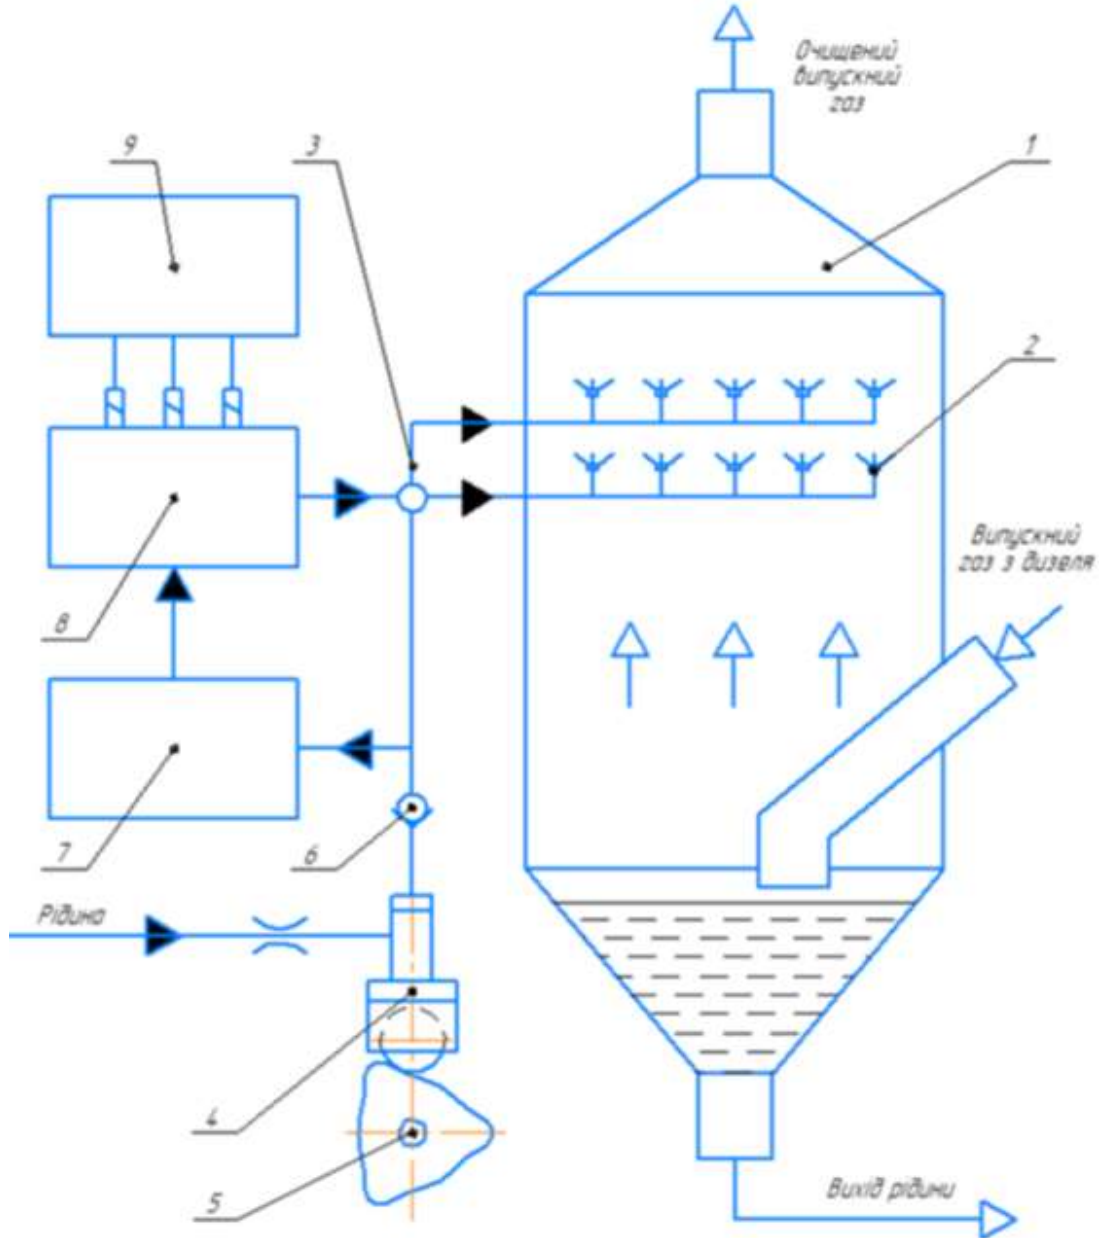 Очищений
випускний
газ
9
3
1
2
Випускний
газ з дизеля
8
7
6
Рідина
4
5
Вихід рідини